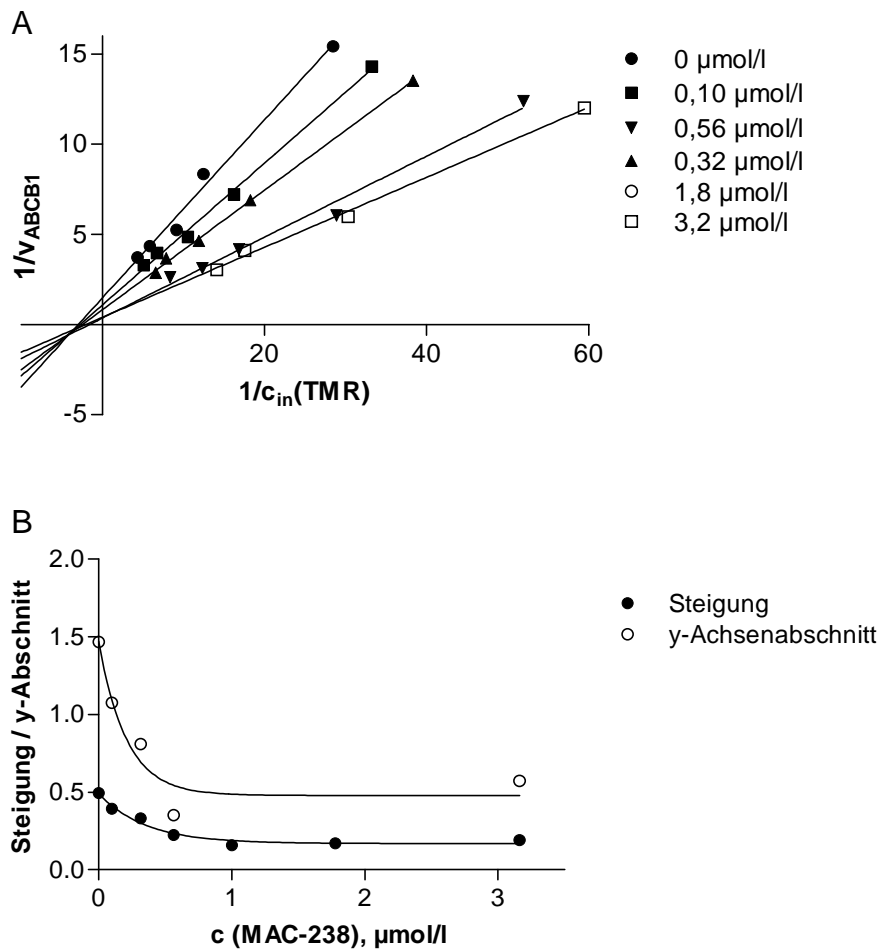 A
15
10
5
-5
20
40
60
1/v_ABCB1
1/c_in(TMR)
0 µmol/l
0,10 µmol/l
0,56 µmol/l
0,32 µmol/l
1,8 µmol/l
3,2 µmol/l
B
2.0
1.5
1.0
0.5
0.0
0
1
2
3
Steigung / y-Abschnitt
c (MAC-238), µmol/l
Steigung
y-Achsenabschnitt